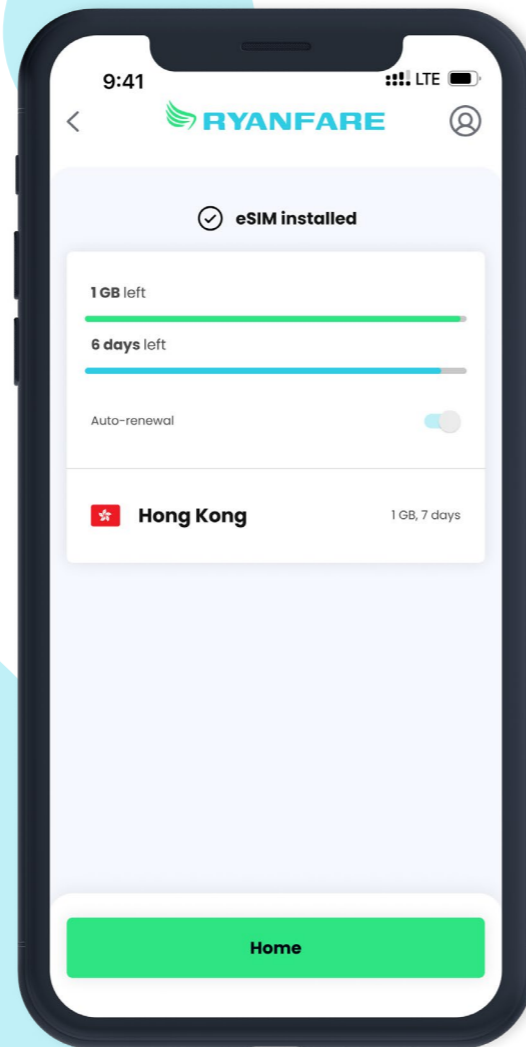 9:41
LTE
RYANFARE
eSIM installed
1 GB left
6 days left
Auto-renewal
Hong Kong
1 GB, 7 days
Home